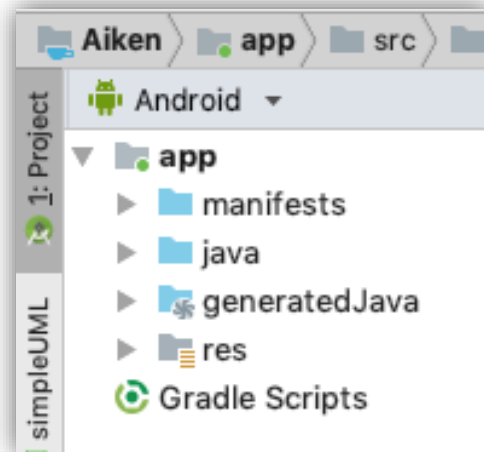 Aiken app src
1: Project
Android
app
manifests
java
generatedJava
res
Gradle Scripts
simpleUML